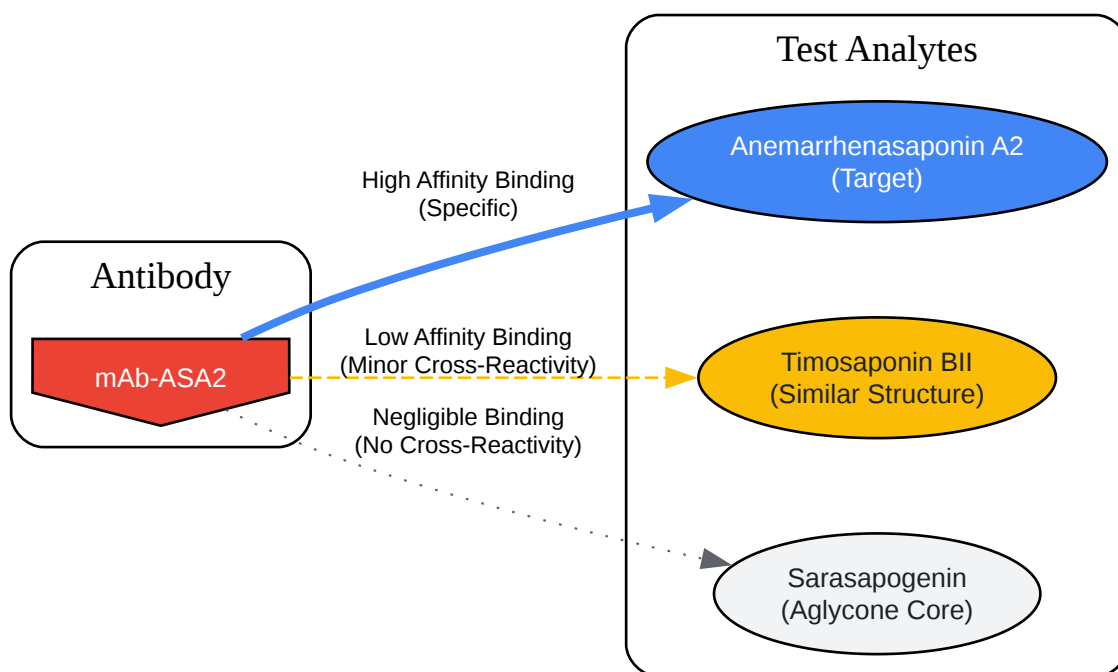 Test Analytes
Anemarrhenasaponin A2
(Target)
High Affinity Binding
(Specific)
Antibody
mAb-ASA2
Low Affinity Binding
(Minor Cross-Reactivity)
Timosaponin BII
(Similar Structure)
Negligible Binding
(No Cross-Reactivity)
Sarasapogenin
(Aglycone Core)